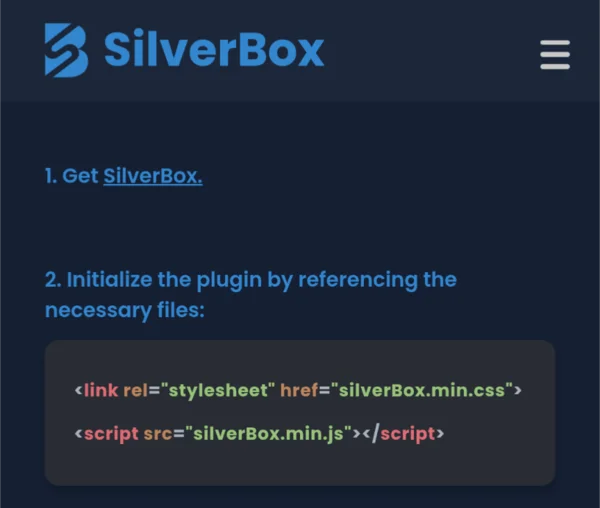 SilverBox
1. Get SilverBox.
2. Initialize the plugin by referencing the
necessary files:
<link rel="stylesheet" href="silverBox.min.css">
<script src="silverBox.min.js"></script>